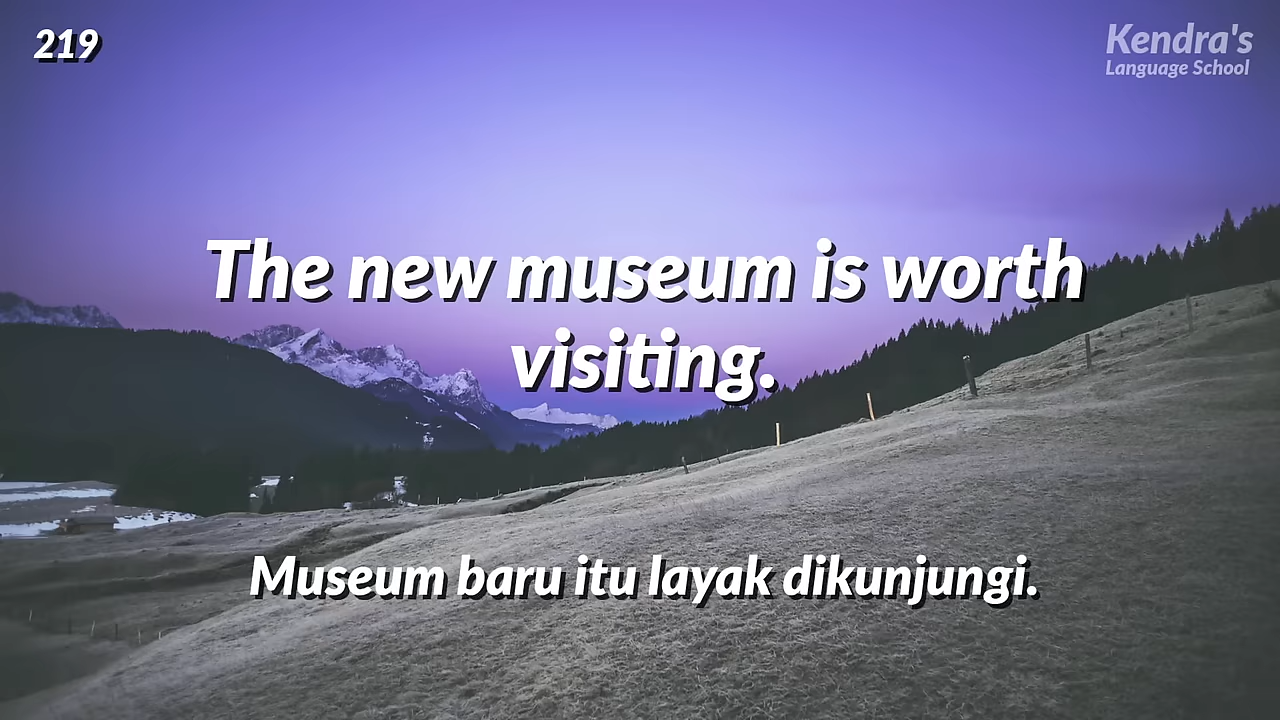 219
Kendra's
Language School
The new museum is worth
visiting.
Museum baru itu layak dikunjungi.